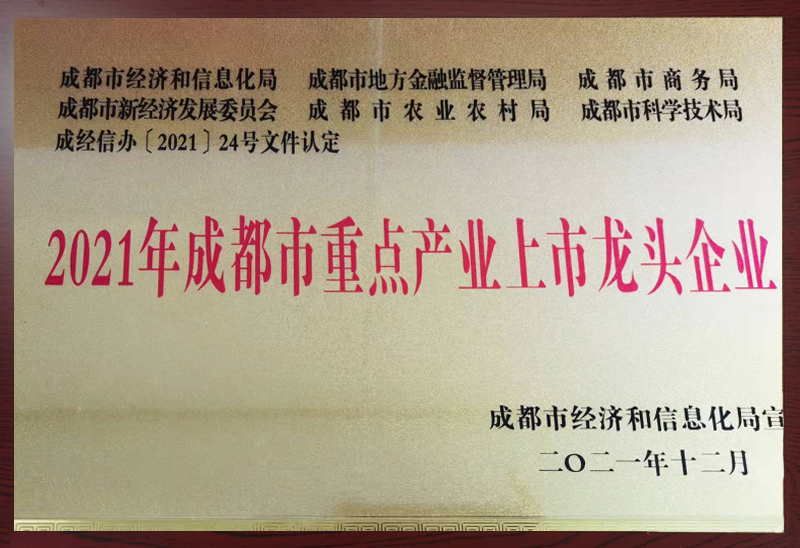 成都市经济和信息化局 成都市地方金融监督管理局 成都市商务局
成都市新经济发展委员会 成都市农业农村局 成都市科学技术局
成经信办〔2021〕24号文件认定
2021年成都市重点产业上市龙头企业
成都市经济和信息化局宣
二〇二一年十二月